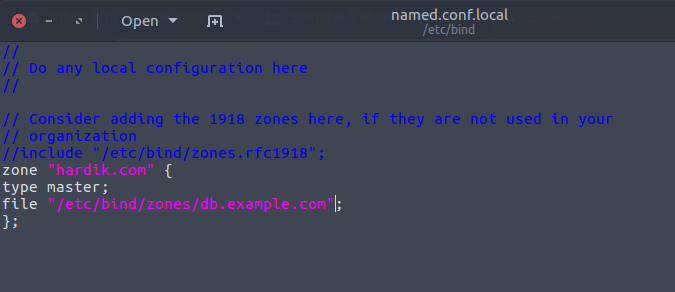 Open
named.conf.local
/etc/bind
//
// Do any local configuration here
//
// Consider adding the 1918 zones here, if they are not used in your
// organization
//include "/etc/bind/zones.rfc1918";
zone "hardik.com" {
type master;
file "/etc/bind/zones/db.example.com";
};